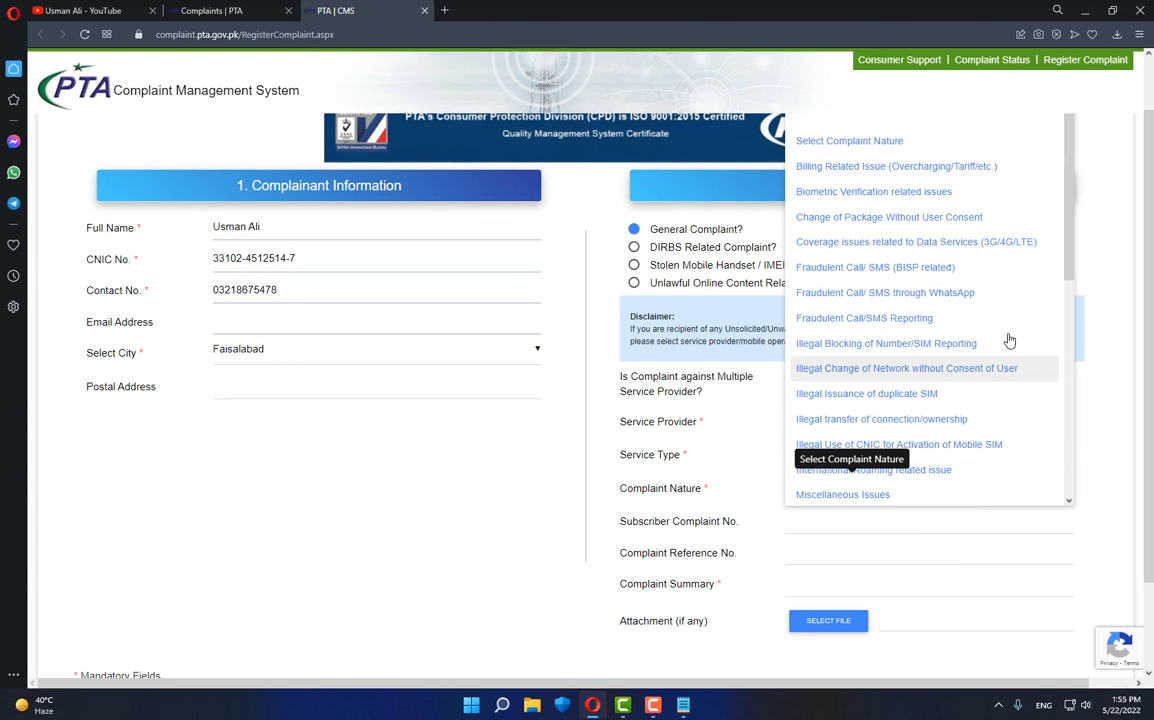 Usman Ali - YouTube
Complaints | PTA
PTA | CMS
complaint.pta.gov.pk/RegisterComplaint.aspx
Consumer Support | Complaint Status | Register Complaint
PTA Complaint Management System
PTA's Consumer Protection Division (CPD) is ISO 9001:2015 Certified
Quality Management System Certificate
1. Complainant Information
Full Name * Usman Ali
CNIC No. * 33102-4512514-7
Contact No. * 03218675478
Email Address
Select City * Faisalabad
Postal Address
General Complaint?
DIRBS Related Complaint?
Stolen Mobile Handset / IMEI
Unlawful Online Content Rela
Disclaimer:
If you are recipient of any Unsolicited/Unw
please select service provider/mobile oper
Is Complaint against Multiple
Service Provider?
Service Provider *
Service Type *
Complaint Nature *
Subscriber Complaint No.
Complaint Reference No.
Complaint Summary *
Attachment (if any) SELECT FILE
Select Complaint Nature
Billing Related Issue (Overcharging/Tariff/etc.)
Biometric Verification related issues
Change of Package Without User Consent
Coverage issues related to Data Services (3G/4G/LTE)
Fraudulent Call/ SMS (BISP related)
Fraudulent Call/ SMS through WhatsApp
Fraudulent Call/SMS Reporting
Illegal Blocking of Number/SIM Reporting
Illegal Change of Network without Consent of User
Illegal Issuance of duplicate SIM
Illegal transfer of connection/ownership
Illegal Use of CNIC for Activation of Mobile SIM
Select Complaint Nature
International Roaming related issue
Miscellaneous Issues
* Mandatory Fields
Privacy - Terms
40°C
Haze
ENG
1:55 PM
5/22/2022